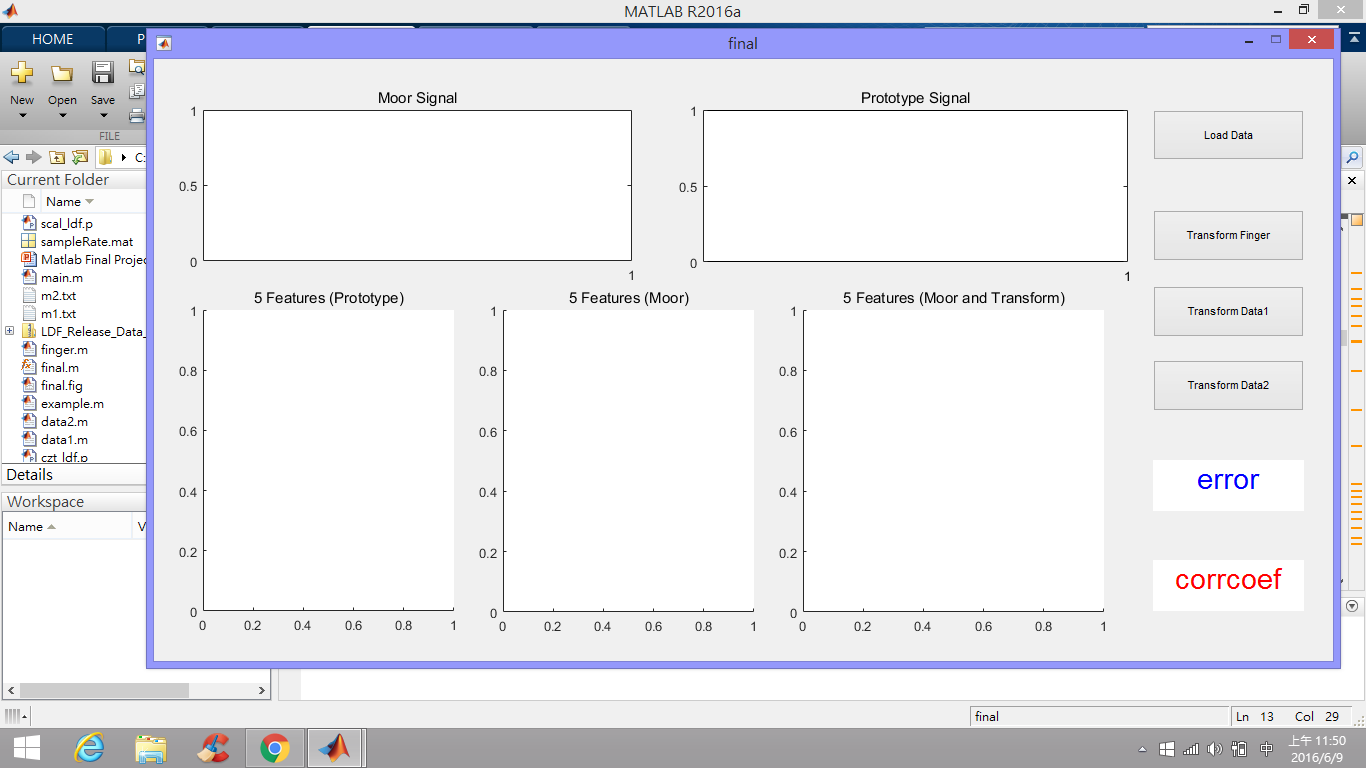 MATLAB R2016a
HOME
P
final
New
Open
Save
FILE
C:
Current Folder
Name
scal_ldf.p
sampleRate.mat
Matlab Final Projec
main.m
m2.txt
m1.txt
LDF_Release_Data_
finger.m
final.m
final.fig
example.m
data2.m
data1.m
czt_ldf.p
Details
Workspace
Name V
Moor Signal
1
0.5
0
1
Prototype Signal
1
0.5
0
1
5 Features (Prototype)
1
0.8
0.6
0.4
0.2
0
0 0.2 0.4 0.6 0.8 1
5 Features (Moor)
1
0.8
0.6
0.4
0.2
0
0 0.2 0.4 0.6 0.8 1
5 Features (Moor and Transform)
1
0.8
0.6
0.4
0.2
0
0 0.2 0.4 0.6 0.8 1
Load Data
Transform Finger
Transform Data1
Transform Data2
error
corrcoef
final
Ln 13 Col 29
中
上午 11:50
2016/6/9